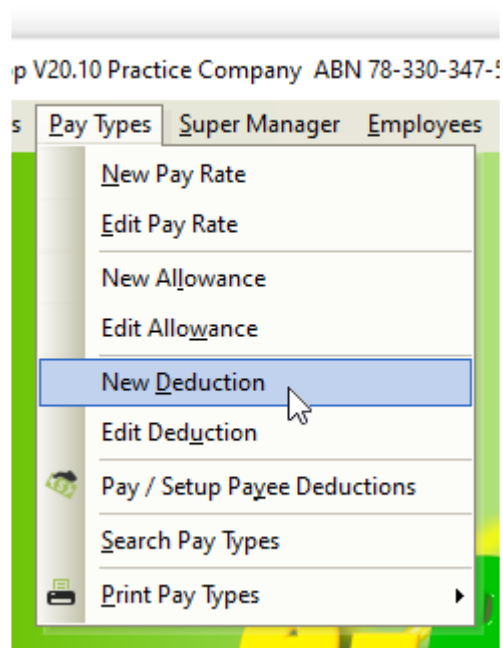 p V20.10 Practice Company ABN 78-330-347-5
s Pay Types Super Manager Employees
New Pay Rate
Edit Pay Rate
New Allowance
Edit Allowance
New Deduction
Edit Deduction
Pay / Setup Payee Deductions
Search Pay Types
Print Pay Types